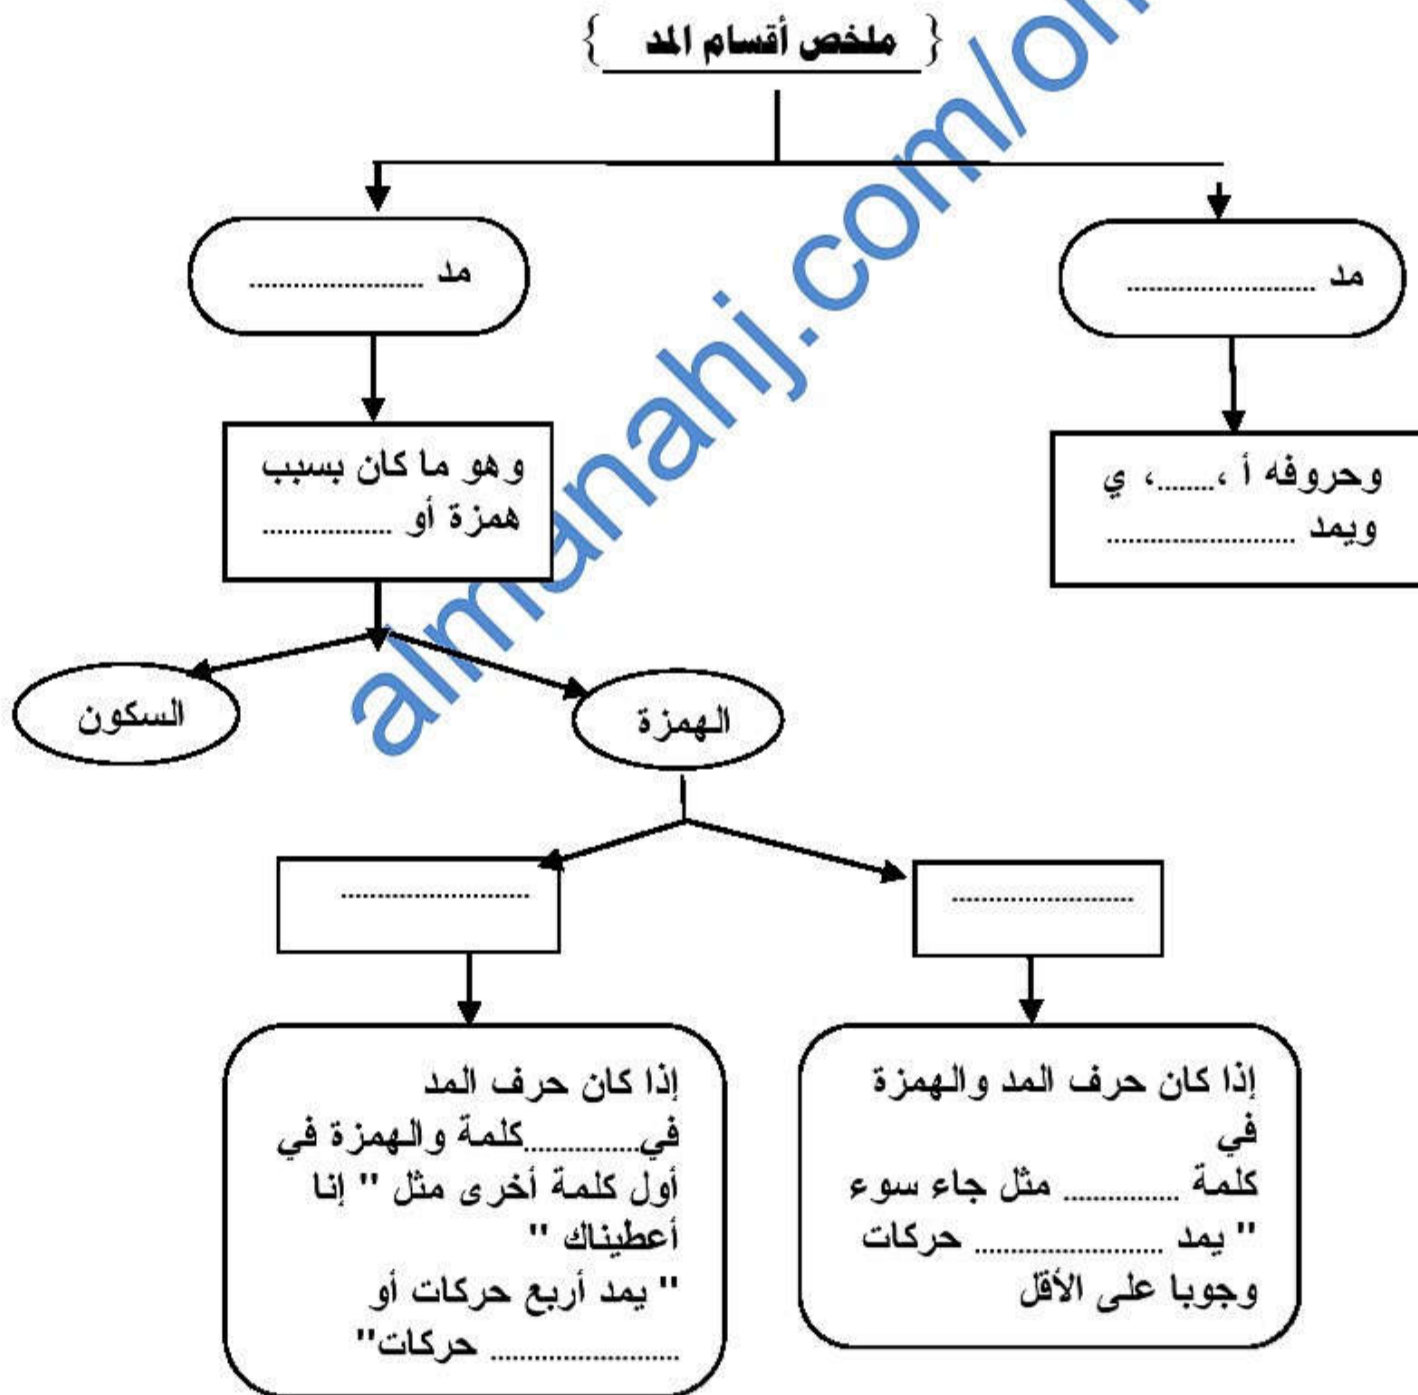 { ملخص أقسام المد }
مد ........................
مد ........................
وحروفه أ ،.......، ي
ويمد ........................
وهو ما كان بسبب
همزة أو .................
الهمزة
السكون
........................
........................
إذا كان حرف المد والهمزة
في
كلمة ............... مثل جاء سوء
" يمد ........................ حركات
وجوبا على الأقل
إذا كان حرف المد
في...............كلمة والهمزة في
أول كلمة أخرى مثل " إنا
أعطيناك "
" يمد أربع حركات أو
........................ حركات"
almanahj.com/om